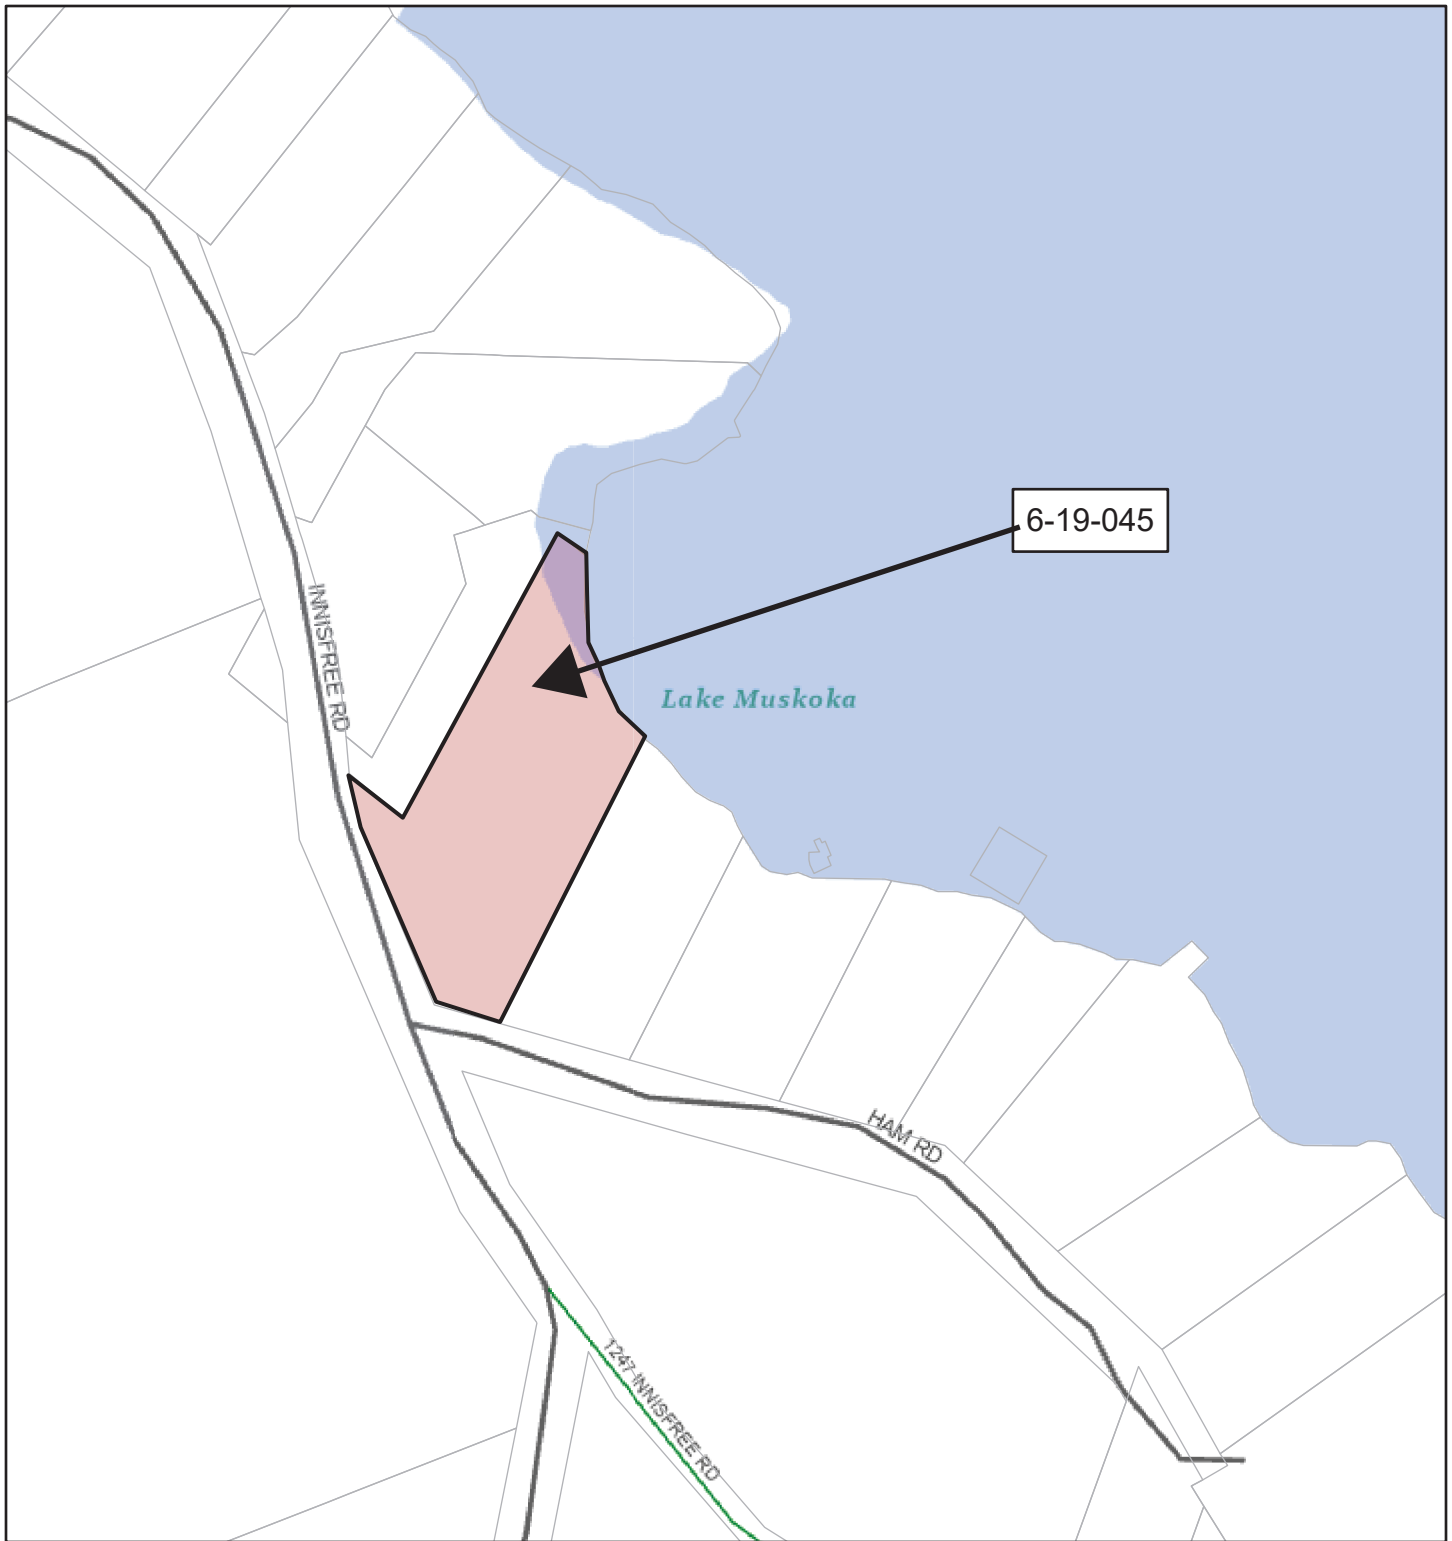 6-19-045
INNISFREE RD
Lake Muskoka
HAM RD
1247 INNISFREE RD